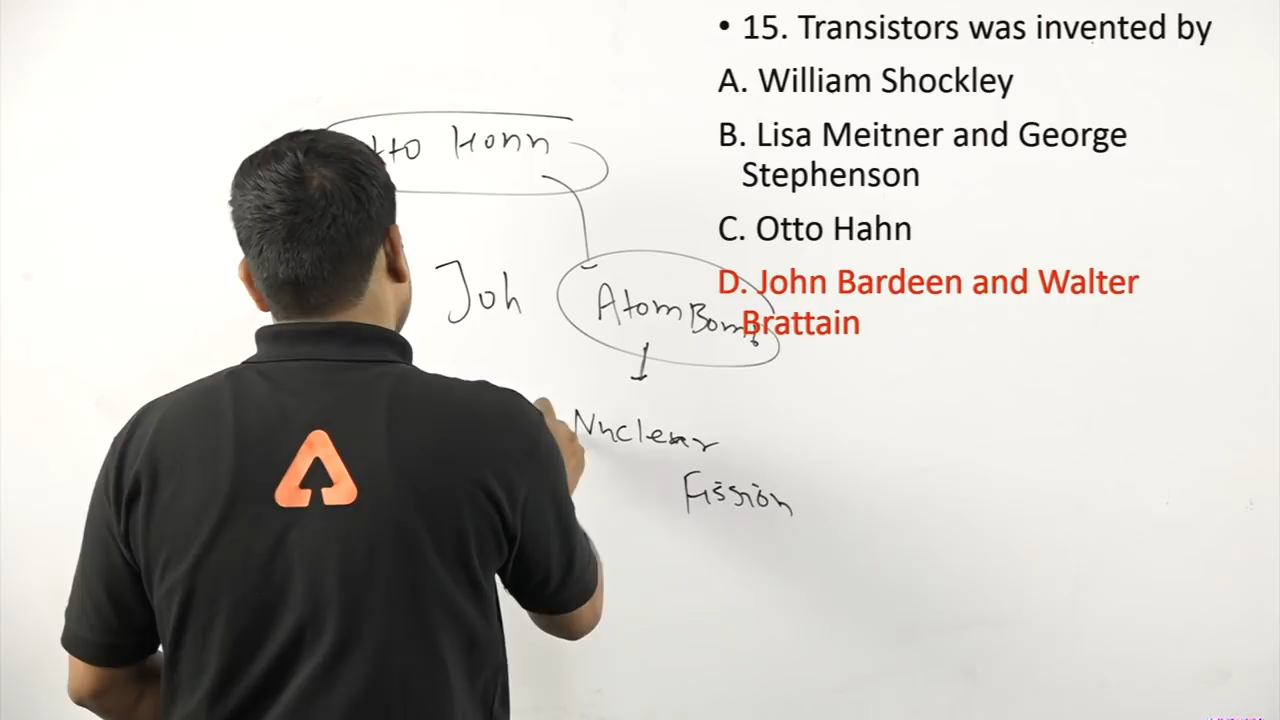 • 15. Transistors was invented by
A. William Shockley
B. Lisa Meitner and George
Stephenson
C. Otto Hahn
D. John Bardeen and Walter
Brattain
tto Honn
Joh
Atom Bomb
Nuclear
Fission